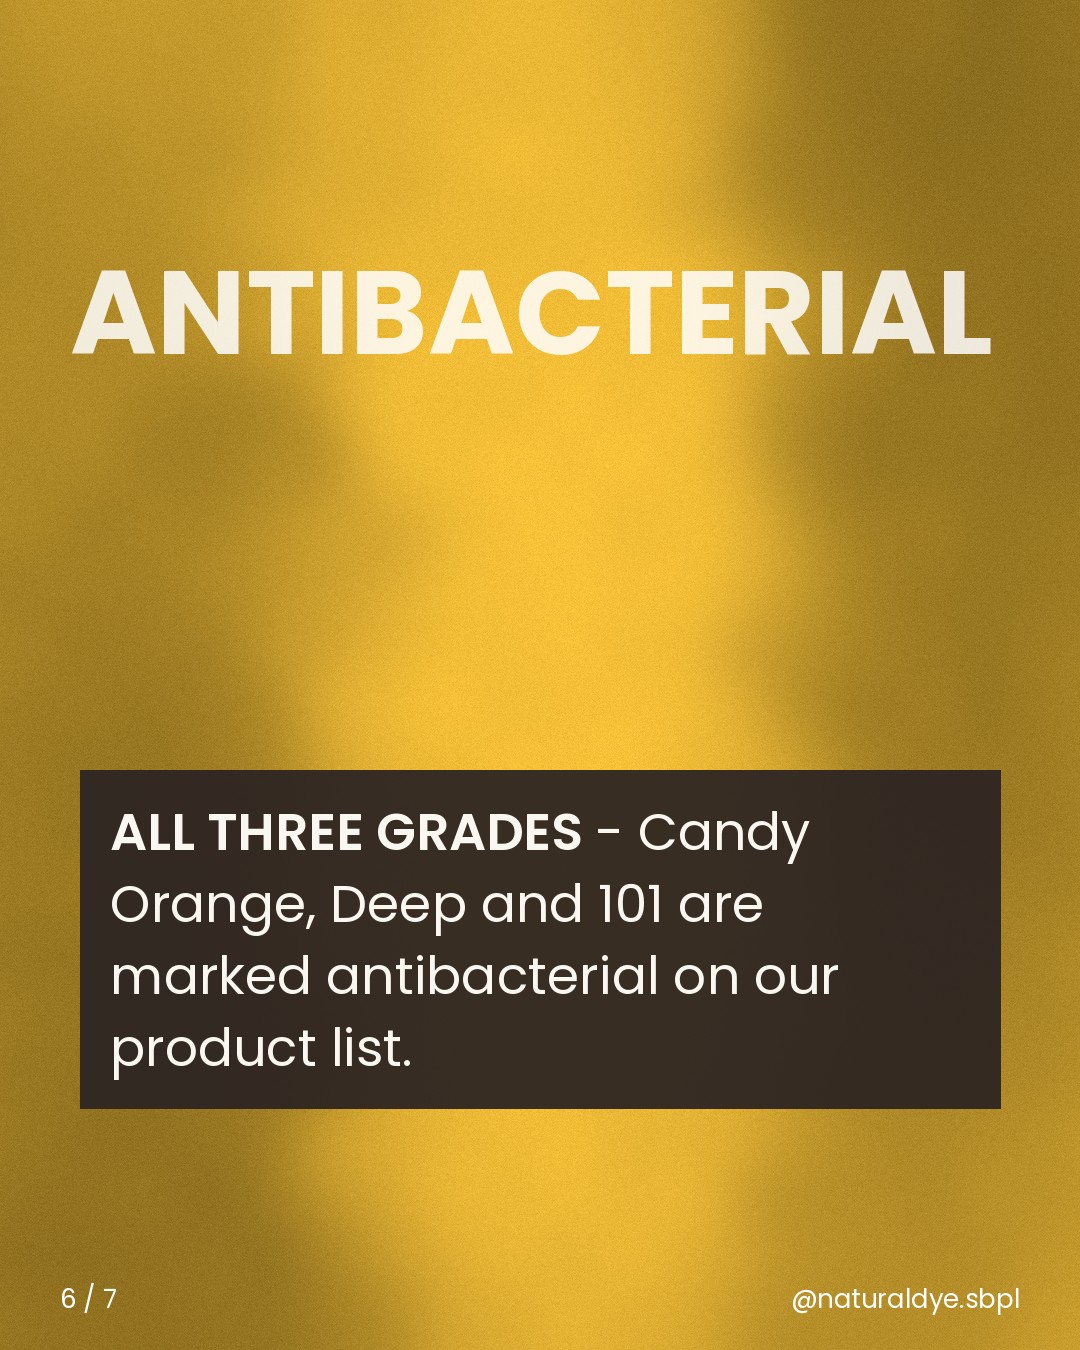 ANTIBACTERIAL
ALL THREE GRADES - Candy
Orange, Deep and 101 are
marked antibacterial on our
product list.
6 / 7
@naturaldye.sbpl